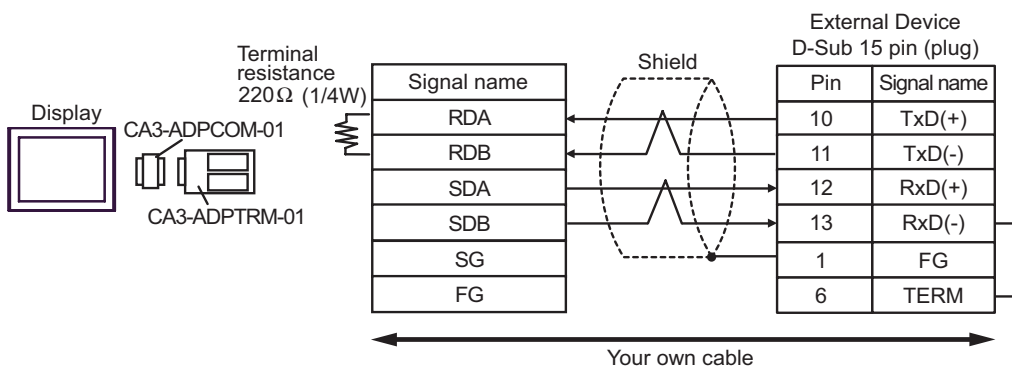 External Device
D-Sub 15 pin (plug)
Terminal
resistance
220Ω (1/4W)
Shield
Display
CA3-ADPCOM-01
CA3-ADPTRM-01
Signal name
RDA
RDB
SDA
SDB
SG
FG
Pin Signal name
10 TxD(+)
11 TxD(-)
12 RxD(+)
13 RxD(-)
1 FG
6 TERM
Your own cable